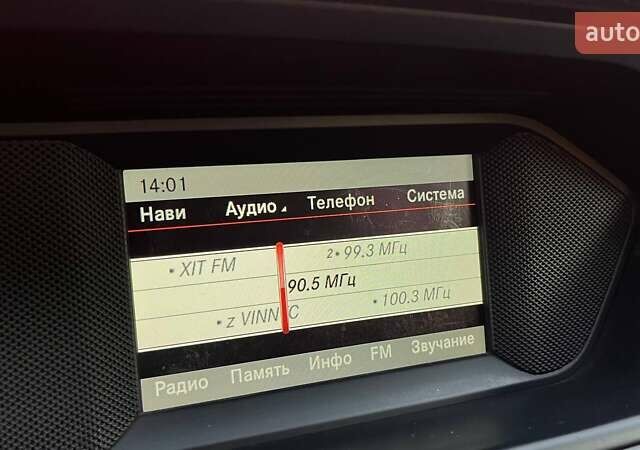 auto
14:01
Нави Аудио Телефон Система
• XIT FM 2• 99.3 МГц
90.5 МГц
• z VINN C • 100.3 МГц
Радио Память Инфо FM Звучание